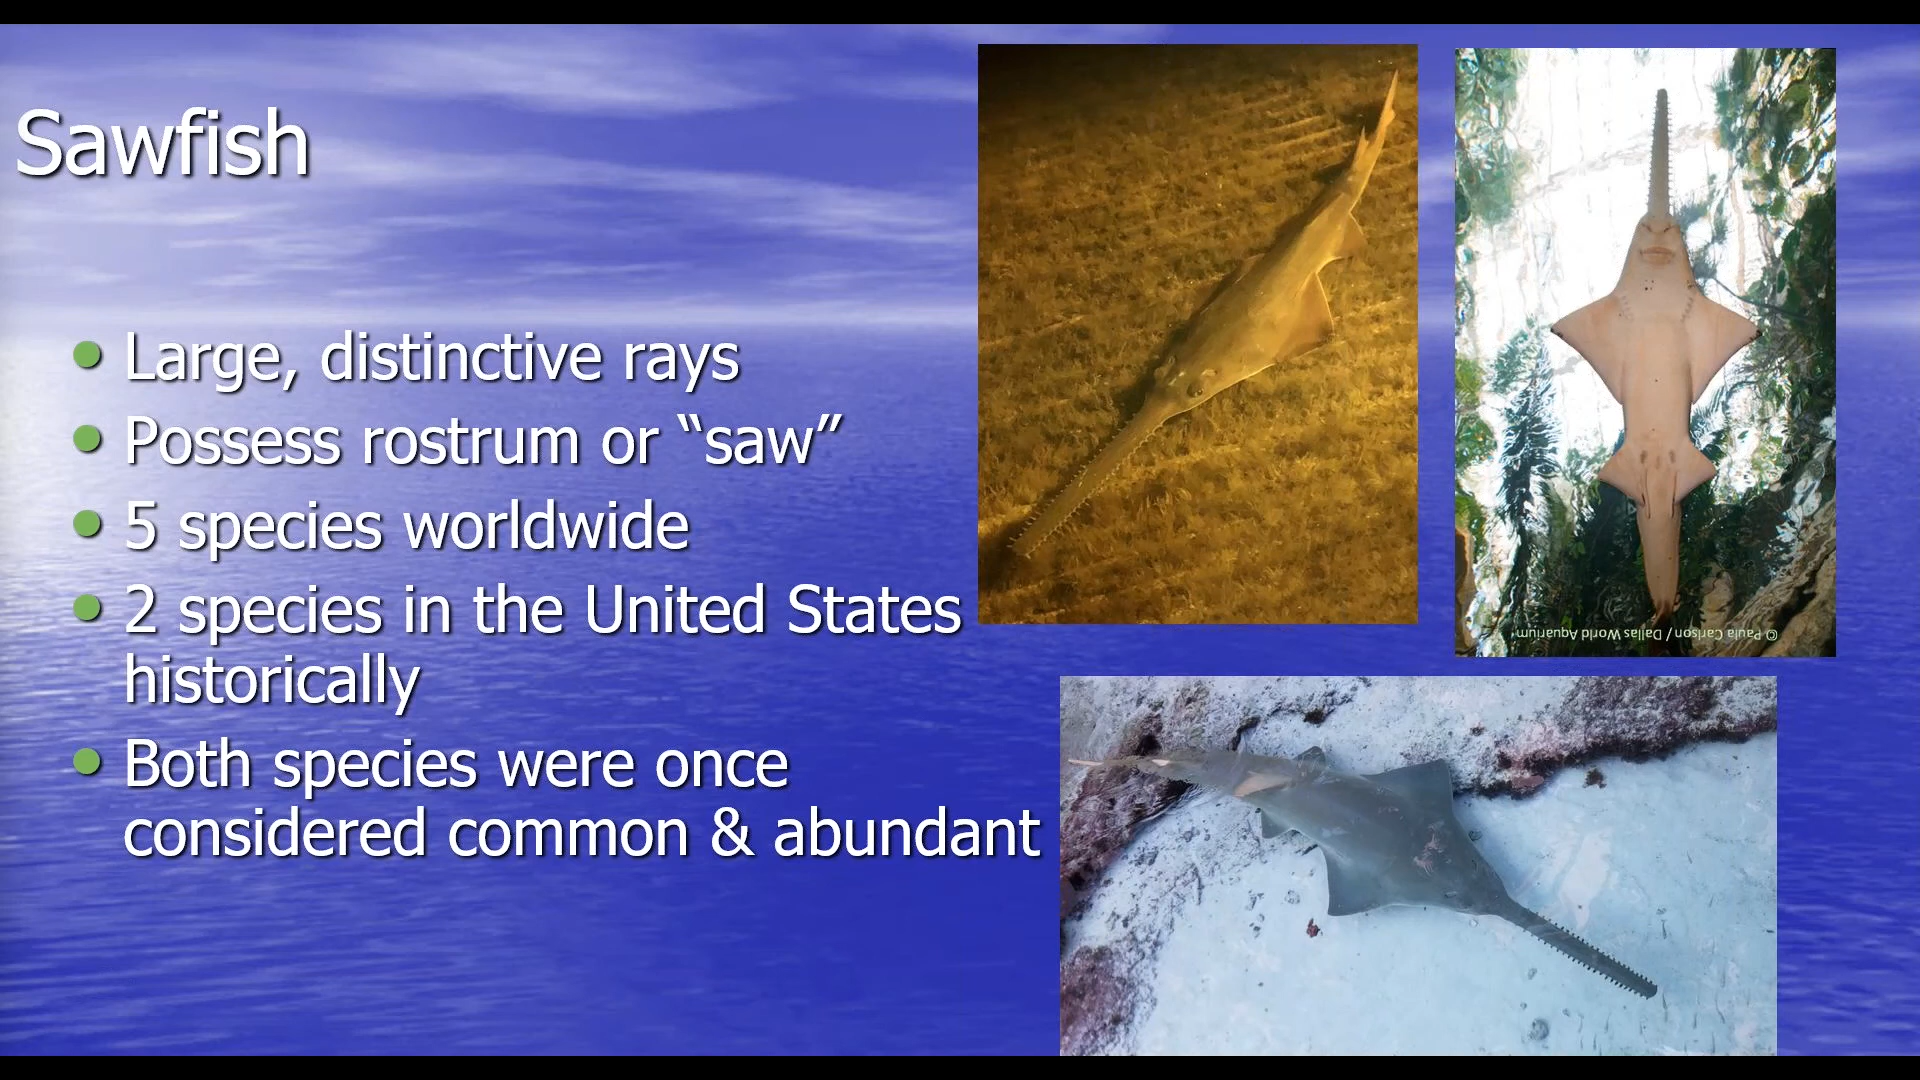 Sawfish
Large, distinctive rays
Possess rostrum or “saw”
5 species worldwide
2 species in the United States
historically
Both species were once
considered common & abundant
© Paula Carlson / Dallas World Aquarium